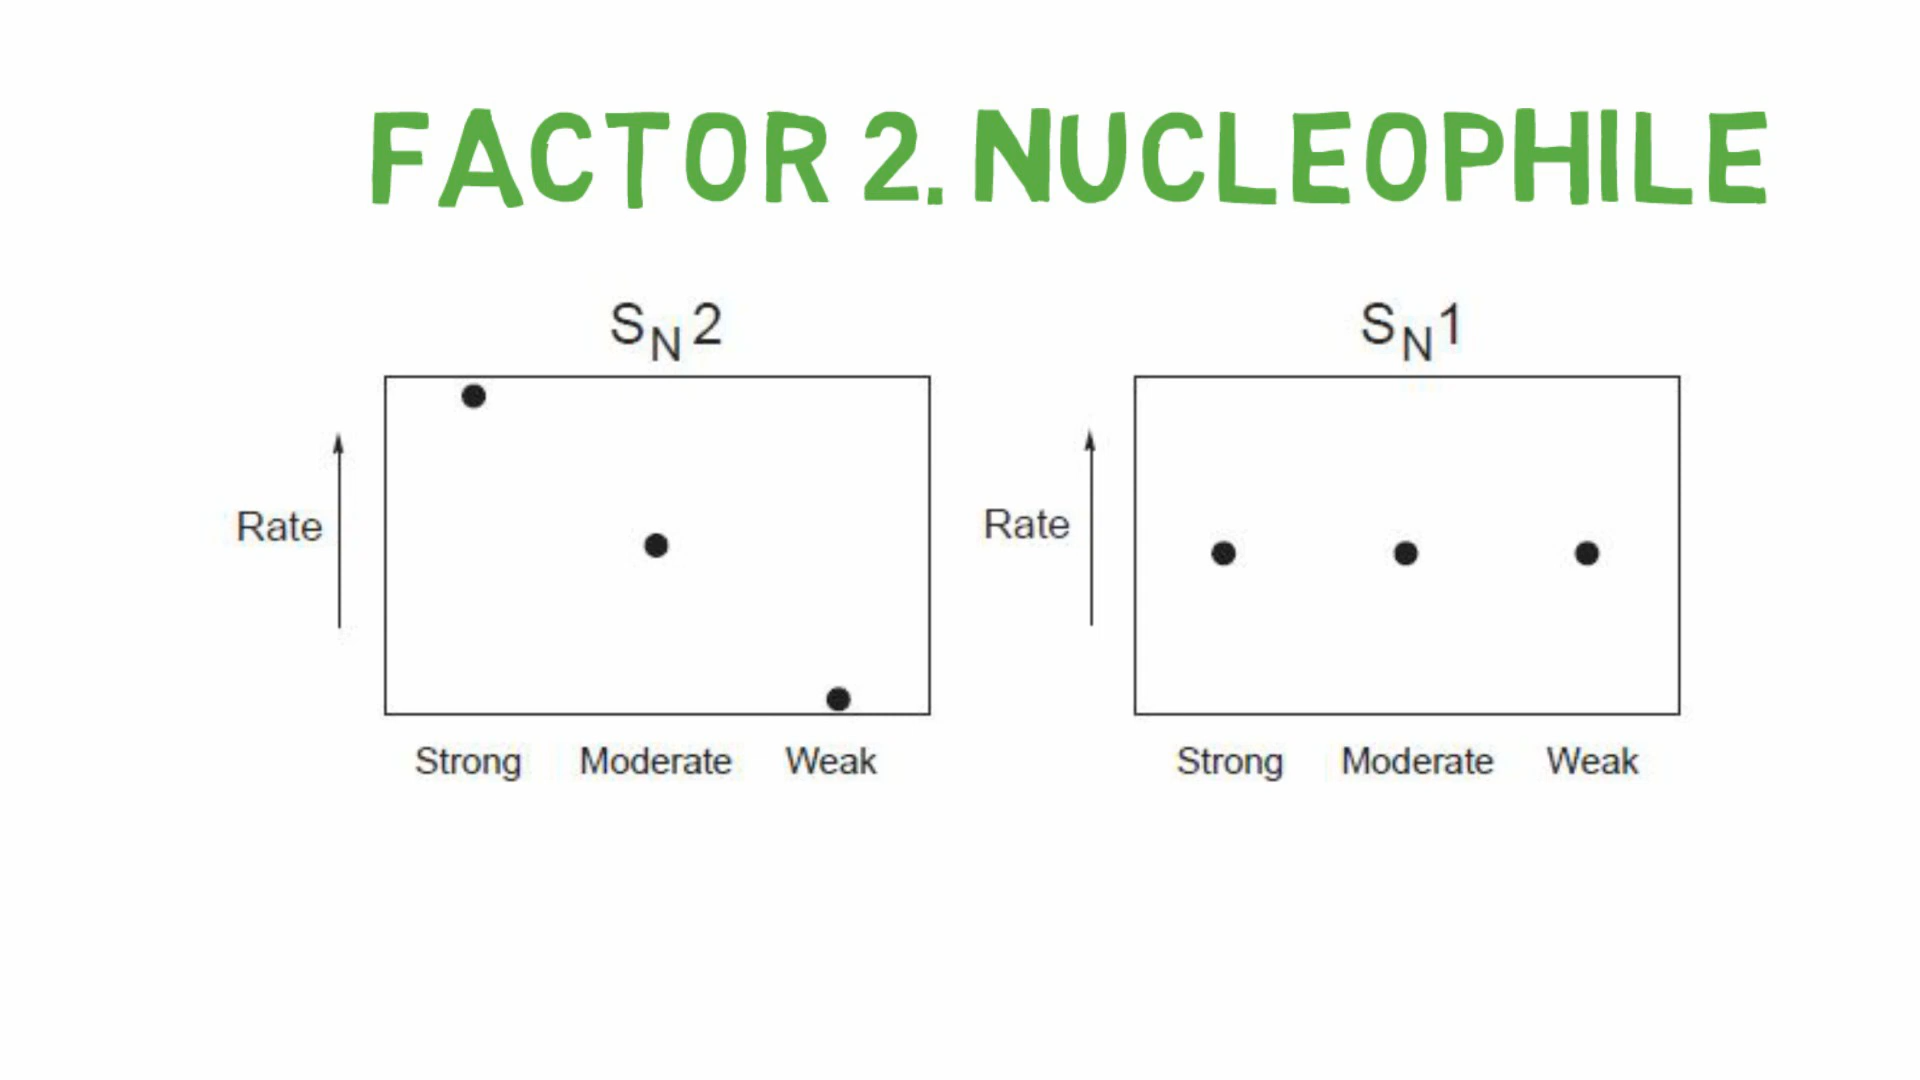 FACTOR 2. NUCLEOPHILE
SN2
SN1
Rate
Rate
Strong Moderate Weak
Strong Moderate Weak